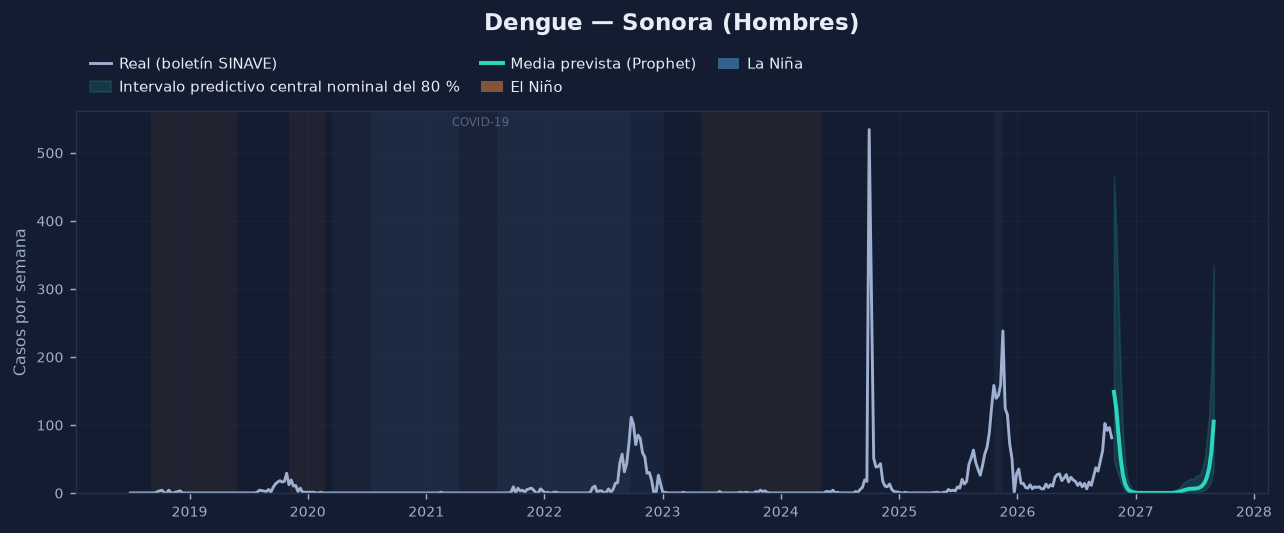 Dengue — Sonora (Hombres)
Real (boletín SINAVE)
Intervalo predictivo central nominal del 80 %
Media prevista (Prophet)
El Niño
La Niña
COVID-19
Casos por semana
500
400
300
200
100
0
2019 2020 2021 2022 2023 2024 2025 2026 2027 2028